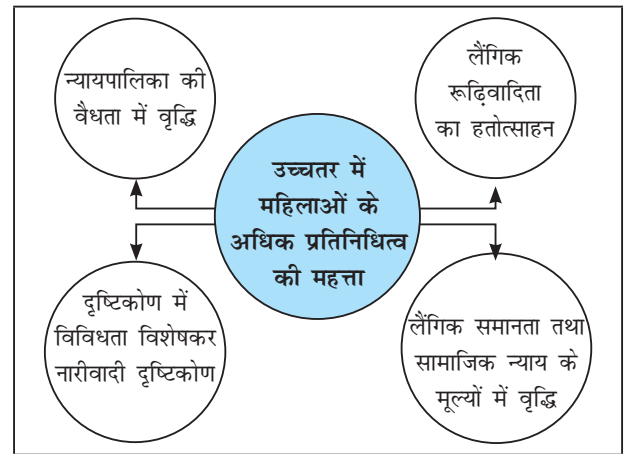 न्यायपालिका की
वैधता में वृद्धि
लैंगिक
रूढ़िवादिता
का हतोत्साहन
उच्चतर में
महिलाओं के
अधिक प्रतिनिधित्व
की महत्ता
दृष्टिकोण में
विविधता विशेषकर
नारीवादी दृष्टिकोण
लैंगिक समानता तथा
सामाजिक न्याय के
मूल्यों में वृद्धि